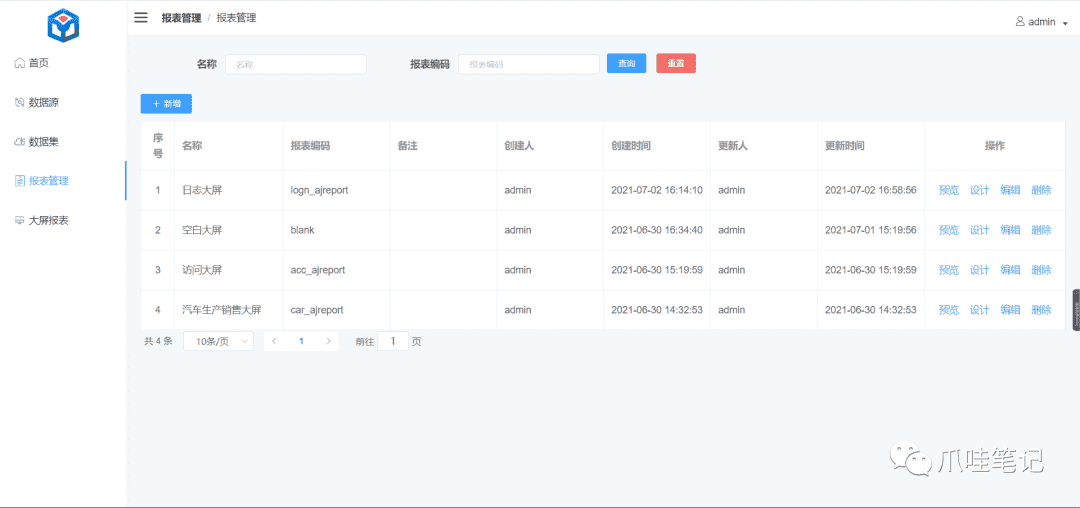 报表管理 / 报表管理
admin
首页
数据源
数据集
报表管理
大屏报表
名称 名称 报表编码 报表编码 查询 重置
+ 新增
序号 名称 报表编码 备注 创建人 创建时间 更新人 更新时间 操作
1 日志大屏 logn_ajreport admin 2021-07-02 16:14:10 admin 2021-07-02 16:58:56 预览 设计 编辑 删除
2 空白大屏 blank admin 2021-06-30 16:34:40 admin 2021-07-01 15:19:56 预览 设计 编辑 删除
3 访问大屏 acc_ajreport admin 2021-06-30 15:19:59 admin 2021-06-30 15:19:59 预览 设计 编辑 删除
4 汽车生产销售大屏 car_ajreport admin 2021-06-30 14:32:53 admin 2021-06-30 14:32:53 预览 设计 编辑 删除
共 4 条 10条/页 < 1 > 前往 1 页
爪哇笔记